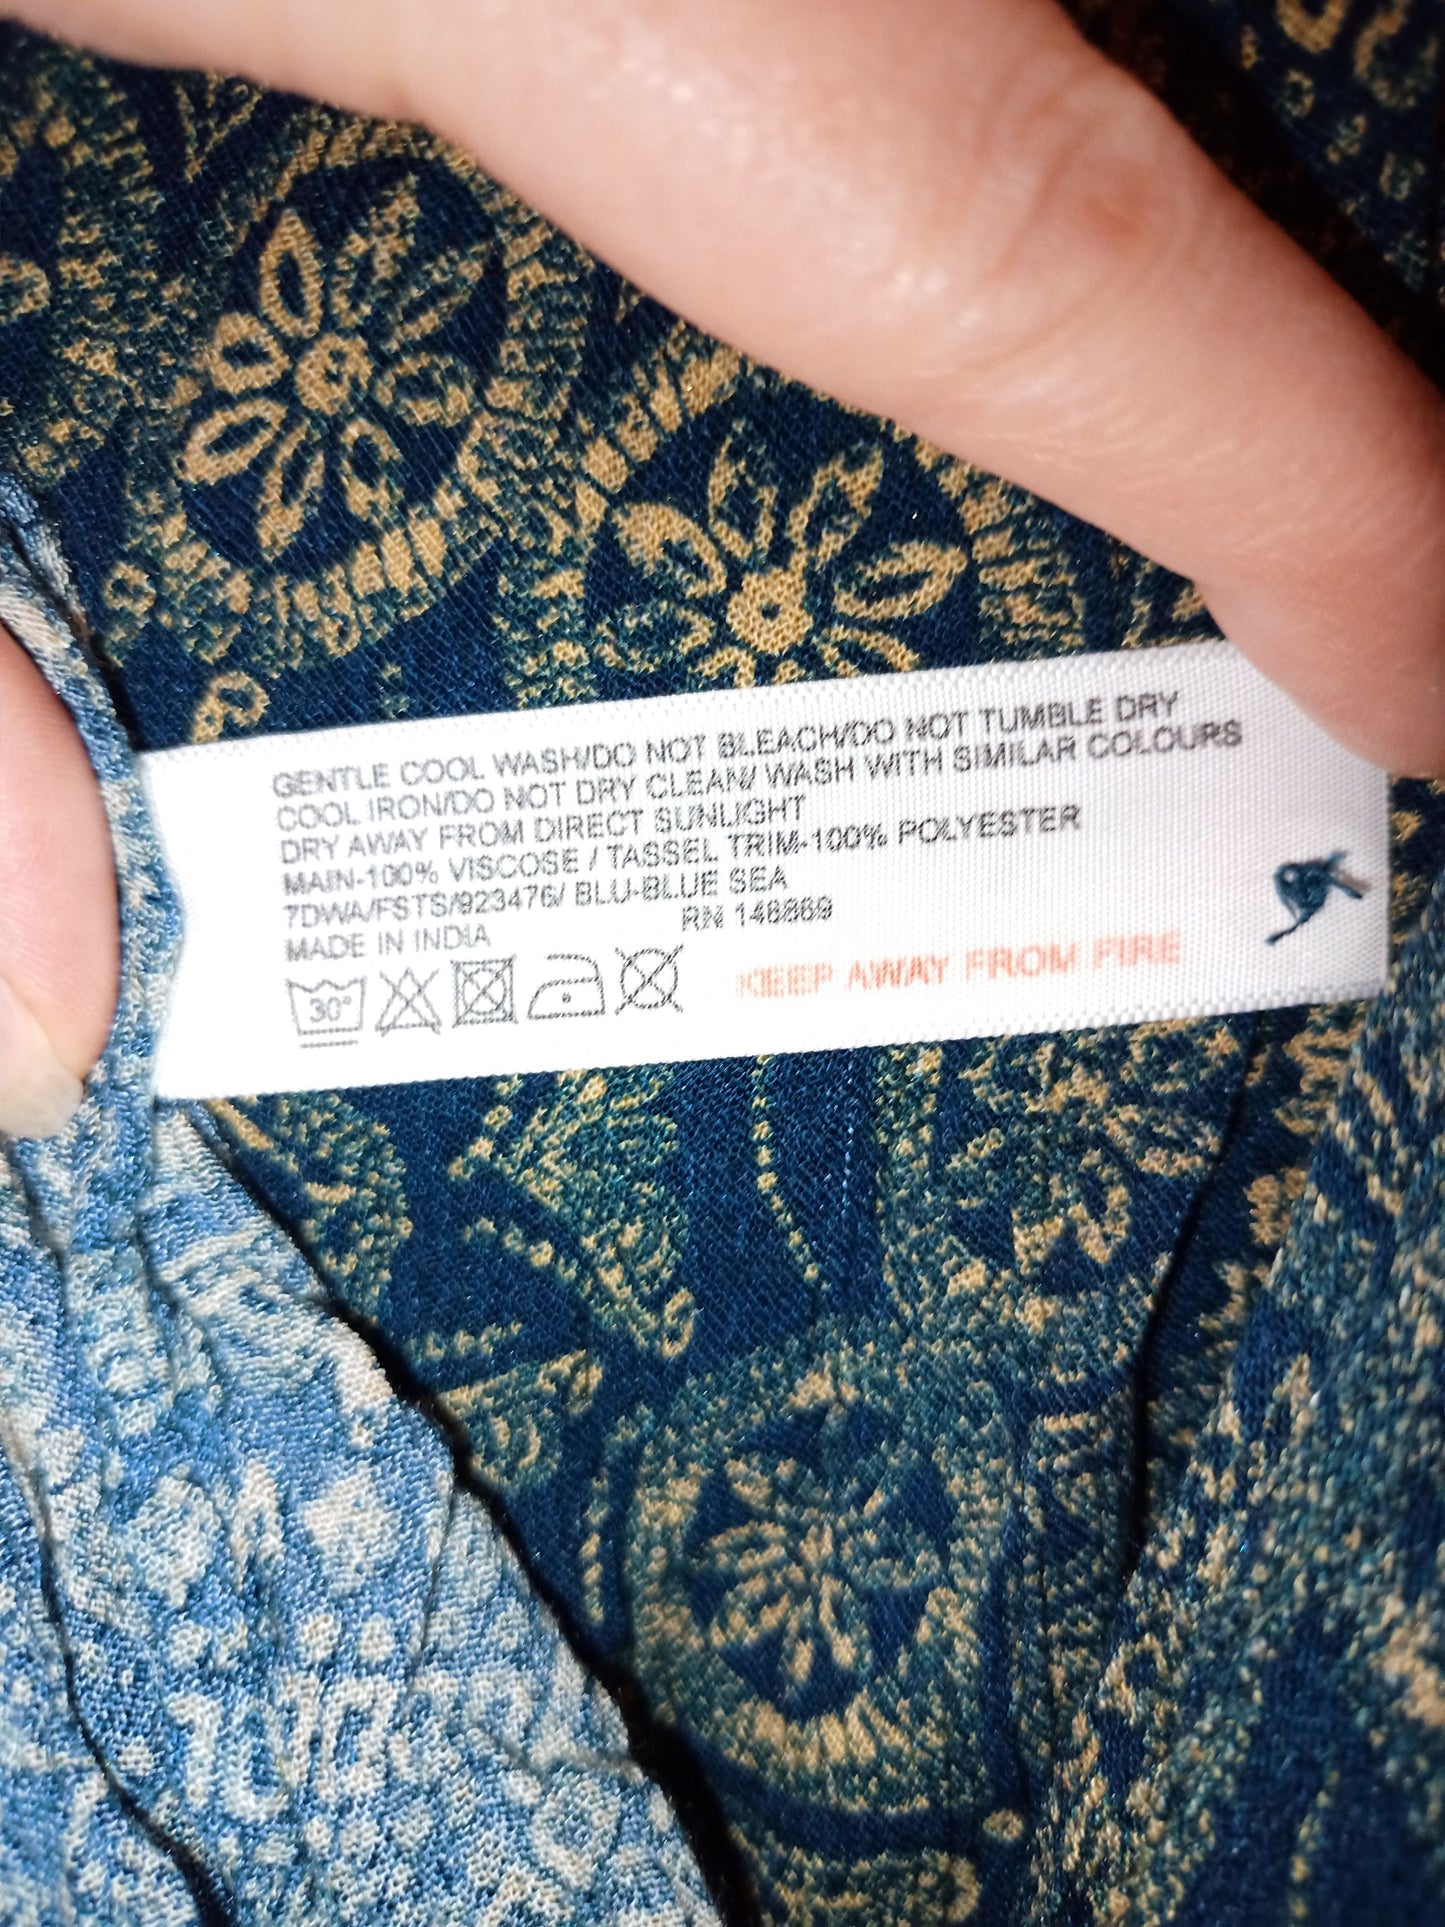 GENTLE COOL WASH/DO NOT BLEACH/DO NOT TUMBLE DRY
COOL IRON/DO NOT DRY CLEAN/ WASH WITH SIMILAR COLOURS
DRY AWAY FROM DIRECT SUNLIGHT
MAIN-100% VISCOSE / TASSEL TRIM-100% POLYESTER
7DWA/FSTS/923476/ BLU-BLUE SEA
MADE IN INDIA RN 148869
30°
KEEP AWAY FROM FIRE